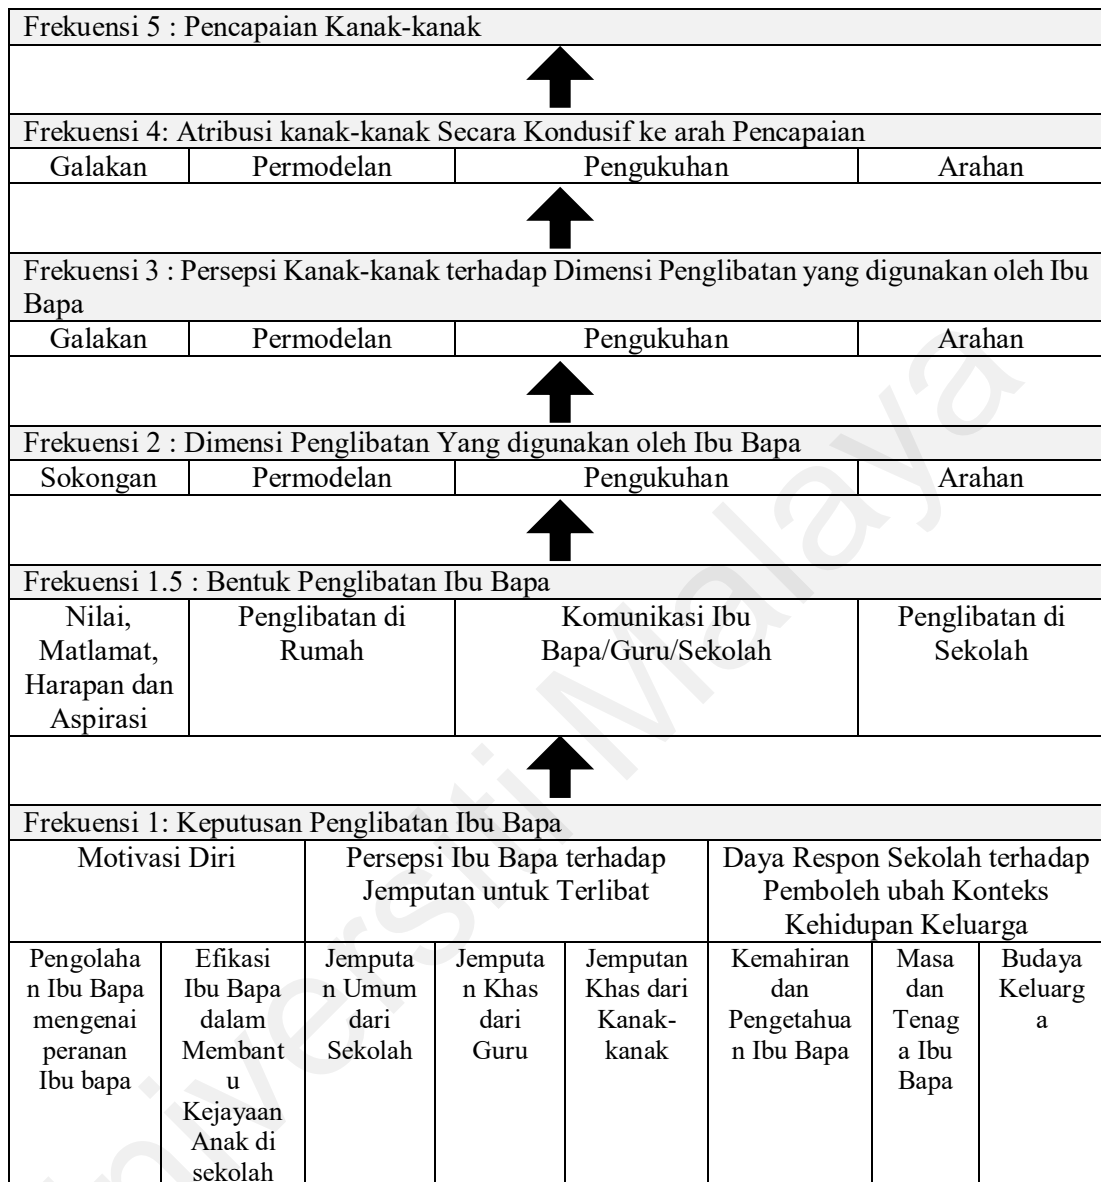 Frekuensi 5 : Pencapaian Kanak-kanak
Frekuensi 4: Atribusi kanak-kanak Secara Kondusif ke arah Pencapaian
Galakan Permodelan Pengukuhan Arahan
Frekuensi 3 : Persepsi Kanak-kanak terhadap Dimensi Penglibatan yang digunakan oleh Ibu
Bapa
Galakan Permodelan Pengukuhan Arahan
Frekuensi 2 : Dimensi Penglibatan Yang digunakan oleh Ibu Bapa
Sokongan Permodelan Pengukuhan Arahan
Frekuensi 1.5 : Bentuk Penglibatan Ibu Bapa
Nilai,
Matlamat,
Harapan dan
Aspirasi
Penglibatan di
Rumah
Komunikasi Ibu
Bapa/Guru/Sekolah
Penglibatan di
Sekolah
Frekuensi 1: Keputusan Penglibatan Ibu Bapa
Motivasi Diri
Persepsi Ibu Bapa terhadap
Jemputan untuk Terlibat
Daya Respon Sekolah terhadap
Pemboleh ubah Konteks
Kehidupan Keluarga
Pengolaha
n Ibu Bapa
mengenai
peranan
Ibu bapa
Efikasi
Ibu Bapa
dalam
Membant
u
Kejayaan
Anak di
sekolah
Jemputa
n Umum
dari
Sekolah
Jemputa
n Khas
dari
Guru
Jemputan
Khas dari
Kanak-
kanak
Kemahiran
dan
Pengetahua
n Ibu Bapa
Masa
dan
Tenag
a Ibu
Bapa
Budaya
Keluarg
a
niversiti Malaya